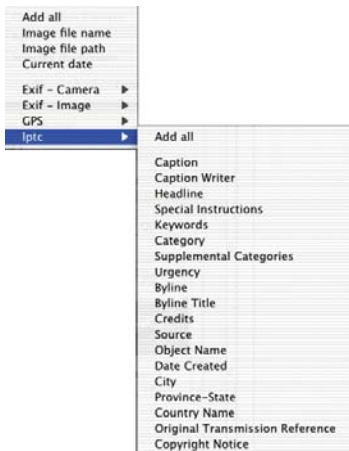 Add all
Image file name
Image file path
Current date
Exif - Camera
Exif - Image
GPS
Iptc
Add all
Caption
Caption Writer
Headline
Special Instructions
Keywords
Category
Supplemental Categories
Urgency
Byline
Byline Title
Credits
Source
Object Name
Date Created
City
Province-State
Country Name
Original Transmission Reference
Copyright Notice